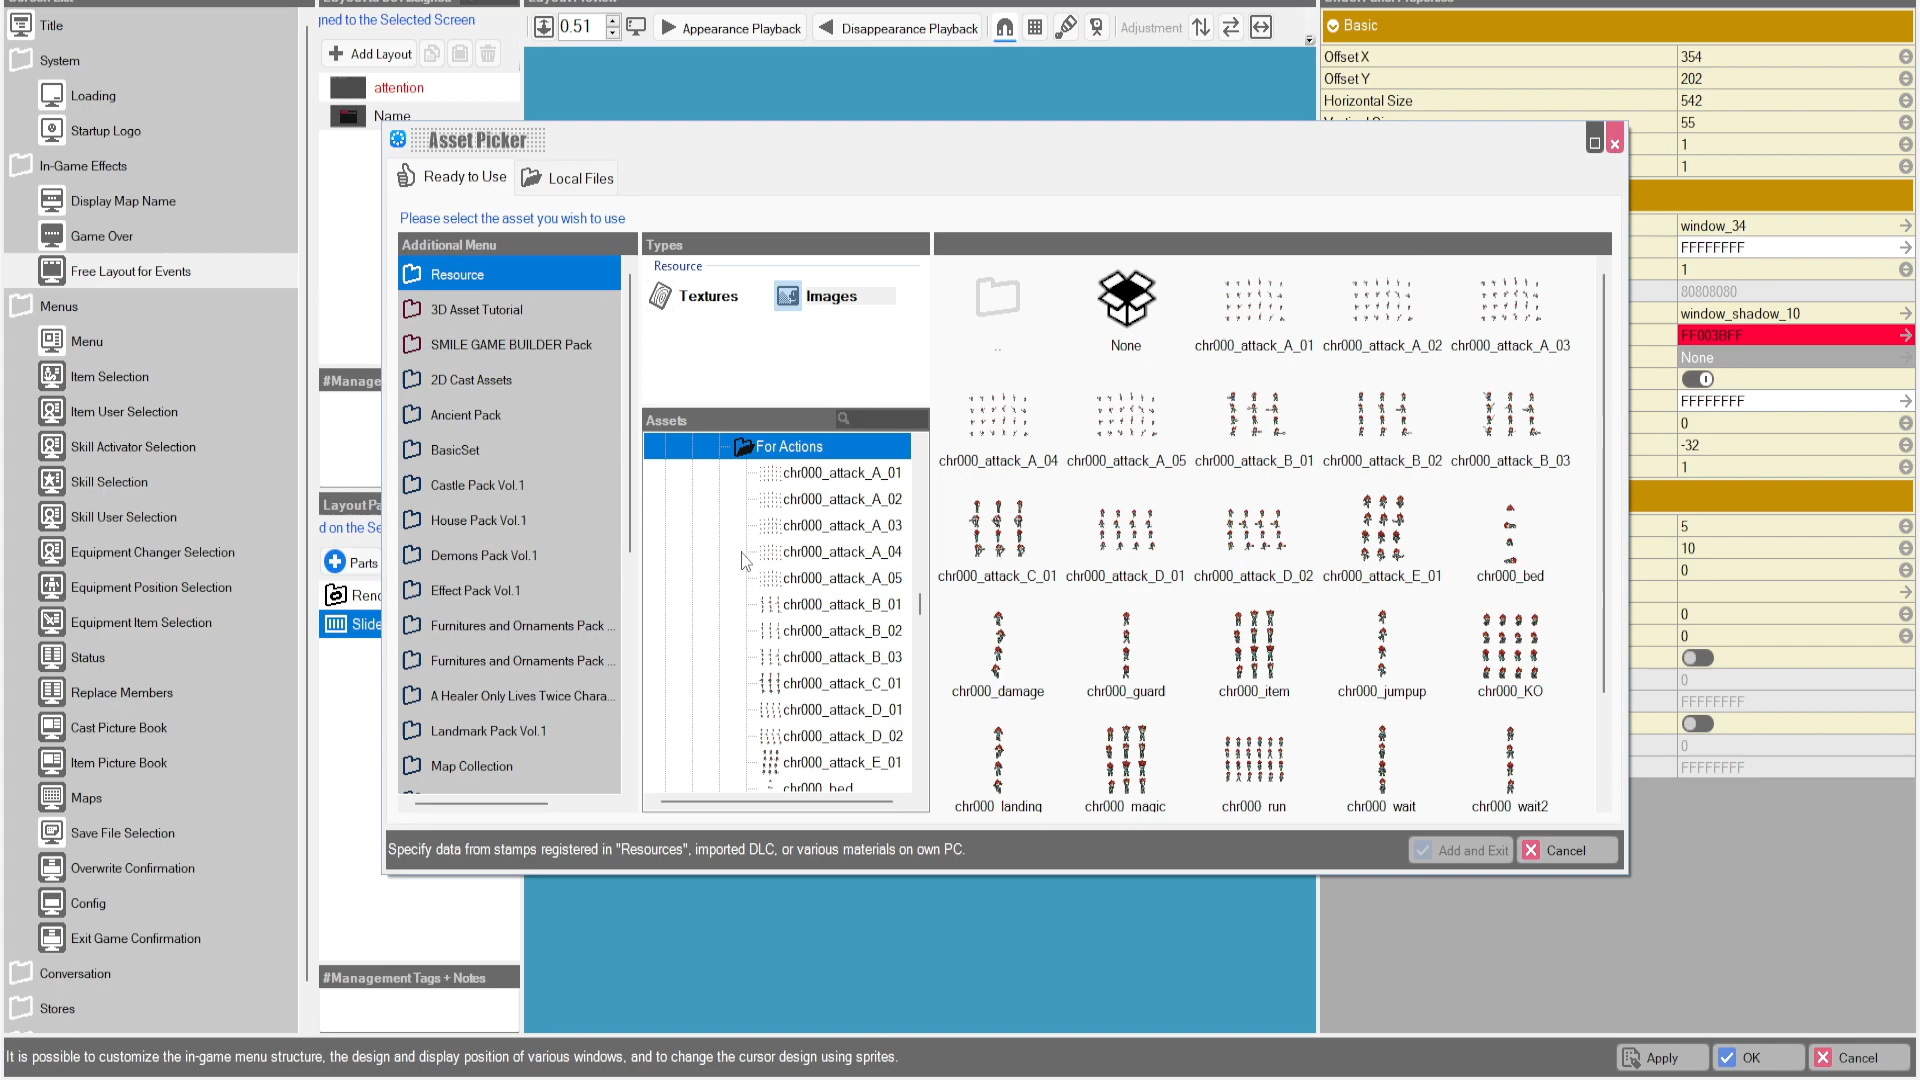 Title
System
Loading
Startup Logo
In-Game Effects
Display Map Name
Game Over
Free Layout for Events
Menus
Menu
Item Selection
Item User Selection
Skill Activator Selection
Skill Selection
Skill User Selection
Equipment Changer Selection
Equipment Position Selection
Equipment Item Selection
Status
Replace Members
Cast Picture Book
Item Picture Book
Maps
Save File Selection
Overwrite Confirmation
Config
Exit Game Confirmation
Conversation
Stores
gned to the Selected Screen
Add Layout
attention
Name
#Manage
Layout Pa
d on the Se
Parts
Rend
Slide
#Management Tags + Notes
0.51
Appearance Playback
Disappearance Playback
Adjustment
Asset Picker
Ready to Use
Local Files
Please select the asset you wish to use
Additional Menu
Resource
3D Asset Tutorial
SMILE GAME BUILDER Pack
2D Cast Assets
Ancient Pack
BasicSet
Castle Pack Vol.1
House Pack Vol.1
Demons Pack Vol.1
Effect Pack Vol.1
Furnitures and Ornaments Pack ...
Furnitures and Ornaments Pack ...
A Healer Only Lives Twice Chara...
Landmark Pack Vol.1
Map Collection
Types
Resource
Textures
Images
Assets
For Actions
chr000_attack_A_01
chr000_attack_A_02
chr000_attack_A_03
chr000_attack_A_04
chr000_attack_A_05
chr000_attack_B_01
chr000_attack_B_02
chr000_attack_B_03
chr000_attack_C_01
chr000_attack_D_01
chr000_attack_D_02
chr000_attack_E_01
chr000_bed
..
None
chr000_attack_A_01
chr000_attack_A_02
chr000_attack_A_03
chr000_attack_A_04
chr000_attack_A_05
chr000_attack_B_01
chr000_attack_B_02
chr000_attack_B_03
chr000_attack_C_01
chr000_attack_D_01
chr000_attack_D_02
chr000_attack_E_01
chr000_bed
chr000_damage
chr000_guard
chr000_item
chr000_jumpup
chr000_KO
chr000_landing
chr000_magic
chr000_run
chr000_wait
chr000_wait2
Specify data from stamps registered in "Resources", imported DLC, or various materials on own PC.
Add and Exit
Cancel
Basic
Offset X 354
Offset Y 202
Horizontal Size 542
55
1
1
window_34
FFFFFFFF
1
80808080
window_shadow_10
FF003BFF
None
FFFFFFFF
0
-32
1
5
10
0
0
0
0
FFFFFFFF
0
FFFFFFFF
It is possible to customize the in-game menu structure, the design and display position of various windows, and to change the cursor design using sprites.
Apply
OK
Cancel